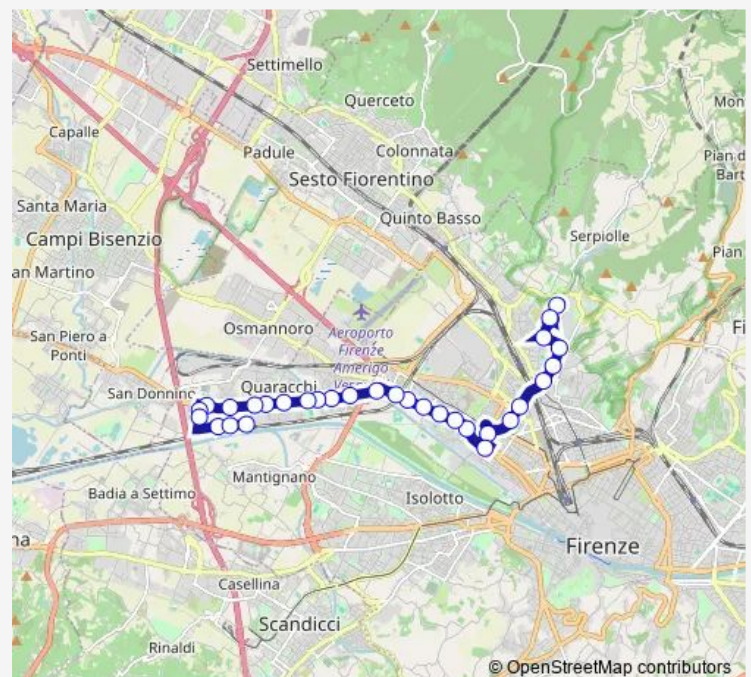 Settimello
Querceto
Mon
Capalle
Padule
Colonnata
Pian d
Bart
Sesto Fiorentino
Santa Maria
Quinto Basso
Campi Bisenzio
Serpiolle
Pian
an Martino
Osmannoro
Aeroporto
Firenze
Amerigo
Fi
San Piero a
Ponti
San Donnino
Quaracchi
Mantignano
Badia a Settimo
Isolotto
na
Firenze
Casellina
Scandicci
Rinaldi
© OpenStreetMap contributors